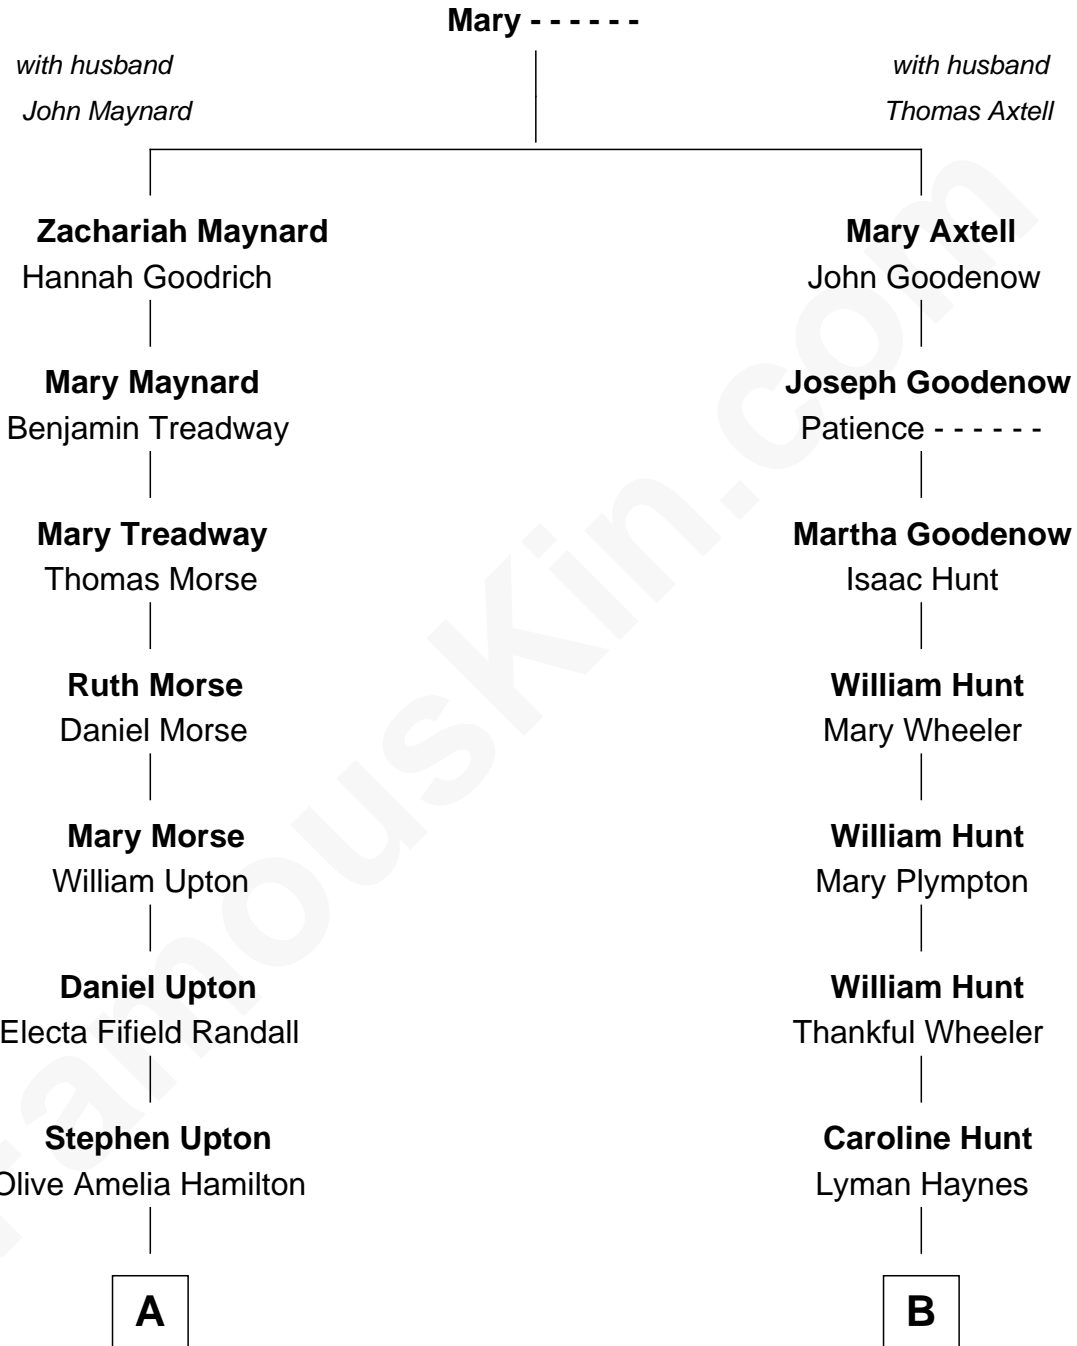 Mary - - - - - -
with husband
John Maynard
with husband
Thomas Axtell
Zachariah Maynard
Hannah Goodrich
Mary Axtell
John Goodenow
Mary Maynard
Benjamin Treadway
Joseph Goodenow
Patience - - - - - -
Mary Treadway
Thomas Morse
Martha Goodenow
Isaac Hunt
Ruth Morse
Daniel Morse
William Hunt
Mary Wheeler
Mary Morse
William Upton
William Hunt
Mary Plympton
Daniel Upton
Electa Fifield Randall
William Hunt
Thankful Wheeler
Stephen Upton
Olive Amelia Hamilton
Caroline Hunt
Lyman Haynes
A
B
FamousKin.com